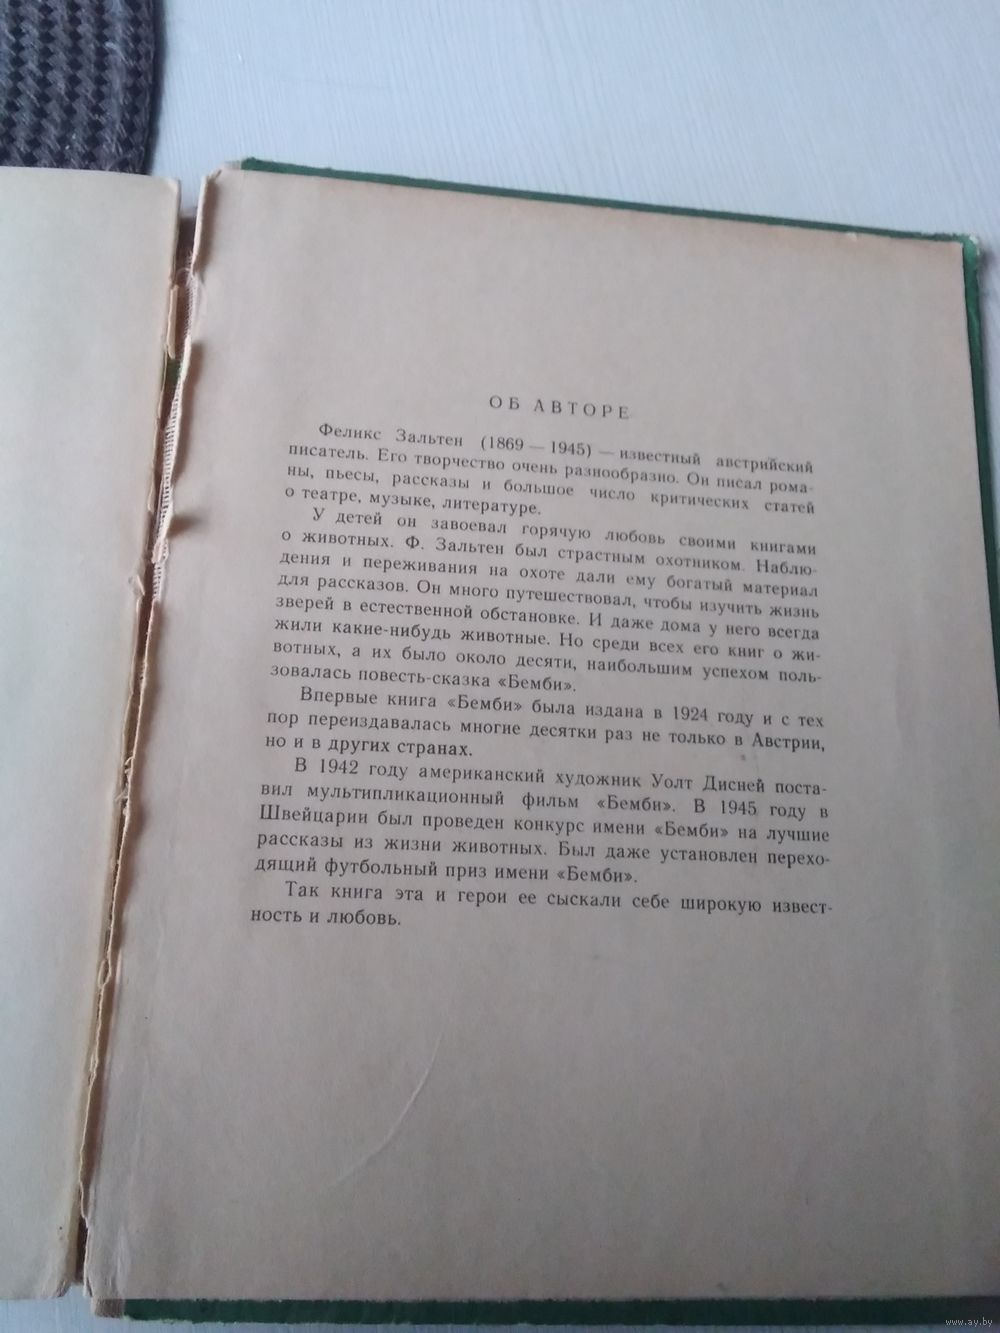 ОБ АВТОРЕ
Феликс Зальтен (1869 — 1945) — известный австрийский
писатель. Его творчество очень разнообразно. Он писал рома-
ны, пьесы, рассказы и большое число критических статей
о театре, музыке, литературе.
У детей он завоевал горячую любовь своими книгами
о животных. Ф. Зальтен был страстным охотником. Наблю-
дения и переживания на охоте дали ему богатый материал
для рассказов. Он много путешествовал, чтобы изучить жизнь
зверей в естественной обстановке. И даже дома у него всегда
жили какие-нибудь животные. Но среди всех его книг о жи-
вотных, а их было около десяти, наибольшим успехом поль-
зовалась повесть-сказка «Бемби».
Впервые книга «Бемби» была издана в 1924 году и с тех
пор переиздавалась многие десятки раз не только в Австрии,
но и в других странах.
В 1942 году американский художник Уолт Дисней поста-
вил мультипликационный фильм «Бемби». В 1945 году в
Швейцарии был проведен конкурс имени «Бемби» на лучшие
рассказы из жизни животных. Был даже установлен перехо-
дящий футбольный приз имени «Бемби».
Так книга эта и герои ее сыскали себе широкую извест-
ность и любовь.
www.ay.by